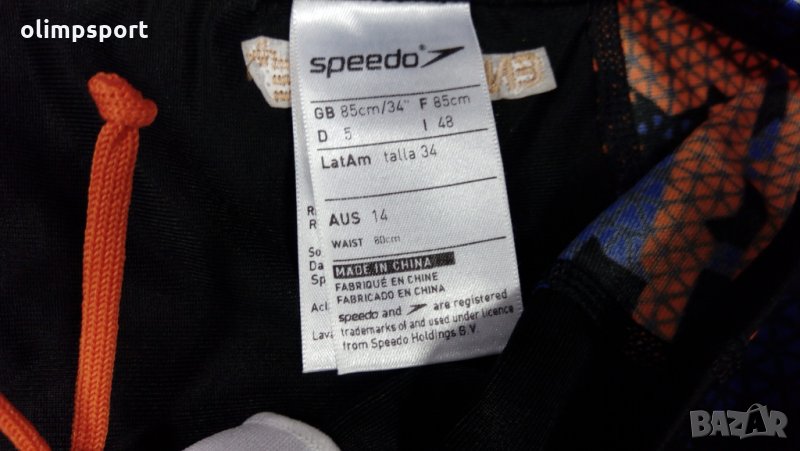 olimpsport
speedo
GB 85cm/34" F 85cm
D 5 I 48
LatAm talla 34
AUS 14
WAIST 80cm
MADE IN CHINA
FABRIQUÉ EN CHINE
FABRICADO EN CHINA
speedo and are registered
trademarks of and used under licence
from Speedo Holdings B.V
BAZAR